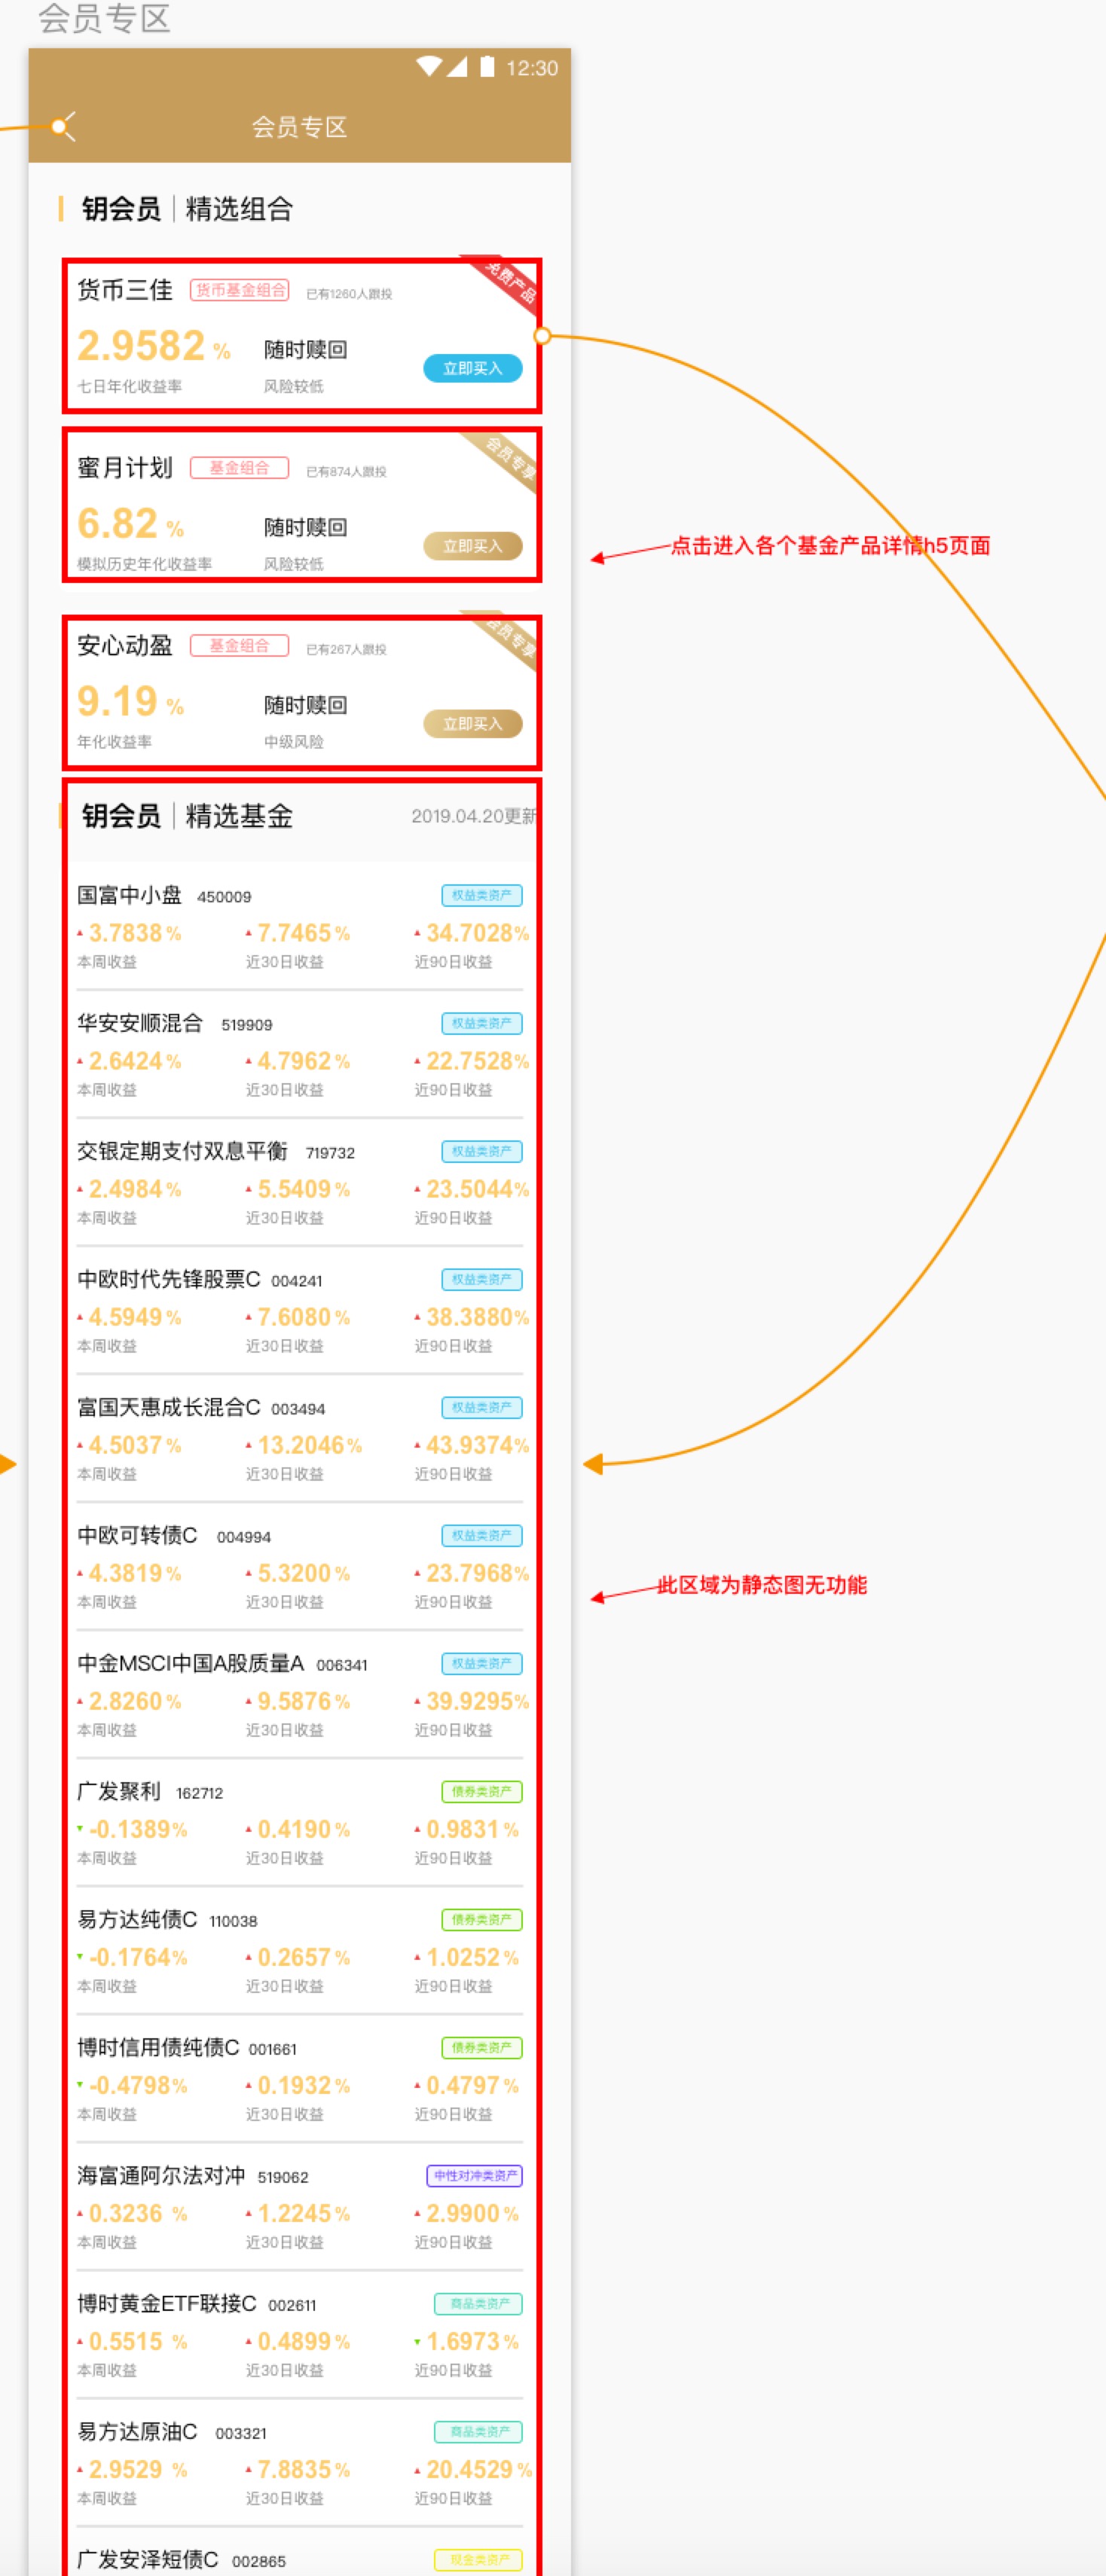 会员专区
12:30
会员专区
钥会员 | 精选组合
货币三佳 货币基金组合 已有1260人跟投 免费产品
2.9582 % 随时赎回 立即买入
七日年化收益率 风险较低
蜜月计划 基金组合 已有874人跟投 会员专享
6.82 % 随时赎回 立即买入
模拟历史年化收益率 风险较低
点击进入各个基金产品详情h5页面
安心动盈 基金组合 已有267人跟投 会员专享
9.19 % 随时赎回 立即买入
年化收益率 中级风险
钥会员 | 精选基金 2019.04.20更新
国富中小盘 450009 权益类资产
3.7838% 7.7465% 34.7028%
本周收益 近30日收益 近90日收益
华安安顺混合 519909 权益类资产
2.6424% 4.7962% 22.7528%
本周收益 近30日收益 近90日收益
交银定期支付双息平衡 719732 权益类资产
2.4984% 5.5409% 23.5044%
本周收益 近30日收益 近90日收益
中欧时代先锋股票C 004241 权益类资产
4.5949% 7.6080% 38.3880%
本周收益 近30日收益 近90日收益
富国天惠成长混合C 003494 权益类资产
4.5037% 13.2046% 43.9374%
本周收益 近30日收益 近90日收益
中欧可转债C 004994 权益类资产
4.3819% 5.3200% 23.7968%
本周收益 近30日收益 近90日收益
此区域为静态图无功能
中金MSCI中国A股质量A 006341 权益类资产
2.8260% 9.5876% 39.9295%
本周收益 近30日收益 近90日收益
广发聚利 162712 债券类资产
-0.1389% 0.4190% 0.9831%
本周收益 近30日收益 近90日收益
易方达纯债C 110038 债券类资产
-0.1764% 0.2657% 1.0252%
本周收益 近30日收益 近90日收益
博时信用债纯债C 001661 债券类资产
-0.4798% 0.1932% 0.4797%
本周收益 近30日收益 近90日收益
海富通阿尔法对冲 519062 中性对冲类资产
0.3236 % 1.2245% 2.9900%
本周收益 近30日收益 近90日收益
博时黄金ETF联接C 002611 商品类资产
0.5515 % 0.4899% 1.6973%
本周收益 近30日收益 近90日收益
易方达原油C 003321 商品类资产
2.9529 % 7.8835% 20.4529%
本周收益 近30日收益 近90日收益
广发安泽短债C 002865 现金类资产